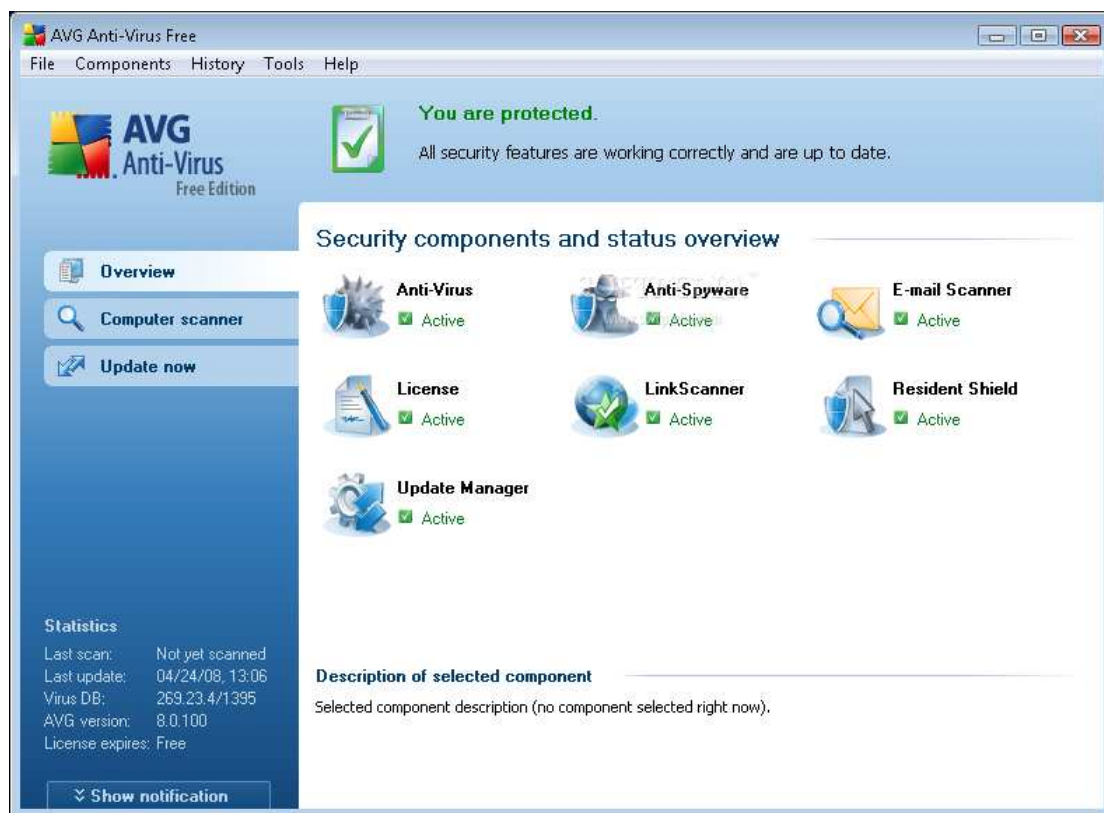 AVG Anti-Virus Free
File Components History Tools Help
AVG
Anti-Virus
Free Edition
You are protected.
All security features are working correctly and are up to date.
Overview
Computer scanner
Update now
Security components and status overview
Anti-Virus
Active
Anti-Spyware
Active
E-mail Scanner
Active
License
Active
LinkScanner
Active
Resident Shield
Active
Update Manager
Active
Statistics
Last scan: Not yet scanned
Last update: 04/24/08, 13:06
Virus DB: 269.23.4/1395
AVG version: 8.0.100
License expires: Free
Show notification
Description of selected component
Selected component description (no component selected right now).